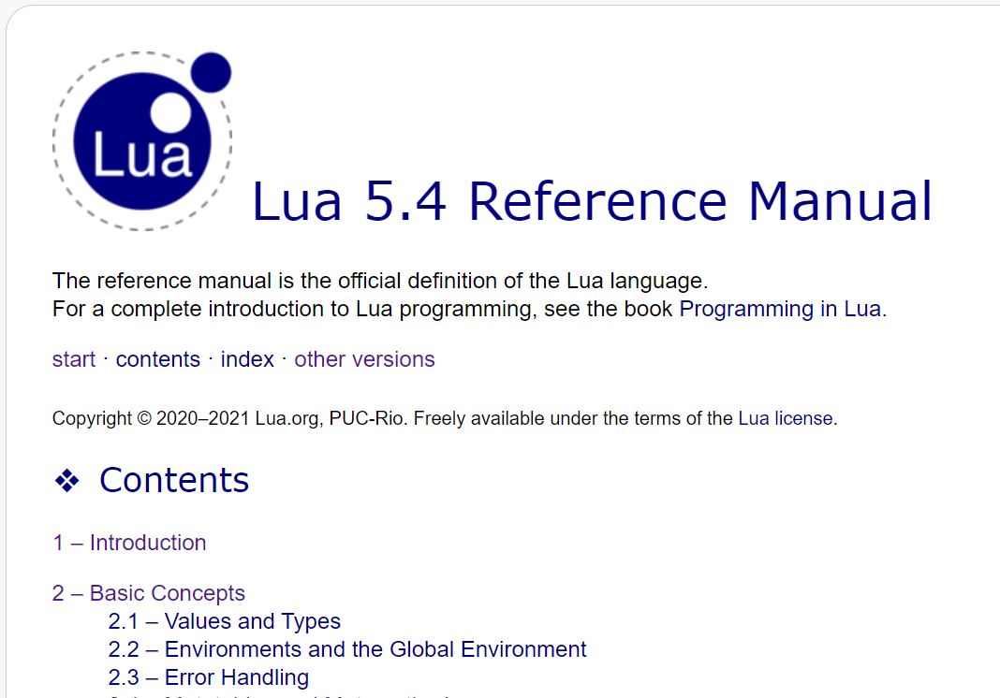 Lua
Lua 5.4 Reference Manual
The reference manual is the official definition of the Lua language.
For a complete introduction to Lua programming, see the book Programming in Lua.
start · contents · index · other versions
Copyright © 2020–2021 Lua.org, PUC-Rio. Freely available under the terms of the Lua license.
❖ Contents
1 – Introduction
2 – Basic Concepts
2.1 – Values and Types
2.2 – Environments and the Global Environment
2.3 – Error Handling